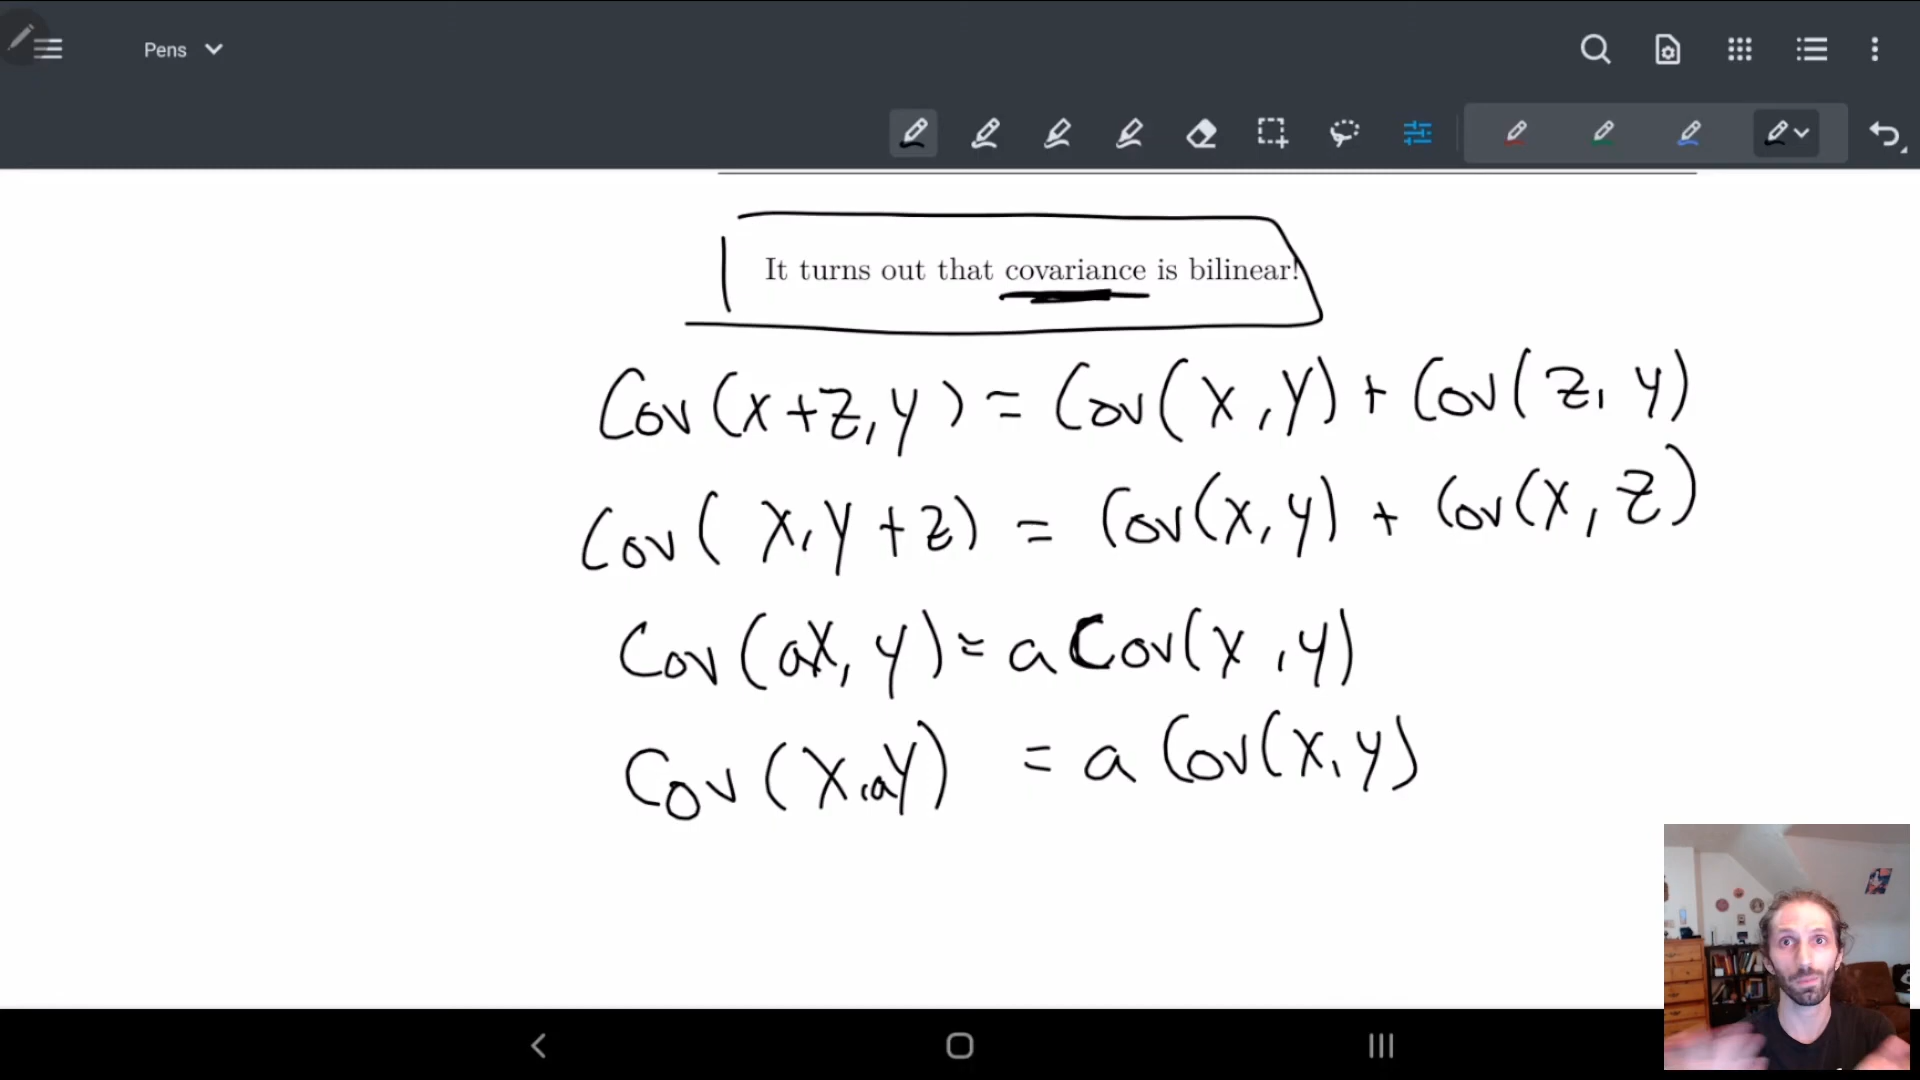 Pens
It turns out that covariance is bilinear!
Cov(X+Z,Y) = Cov(X,Y) + Cov(Z,Y)
Cov(X,Y+Z) = Cov(X,Y) + Cov(X,Z)
Cov(aX,Y) = a Cov(X,Y)
Cov(X,aY) = a Cov(X,Y)